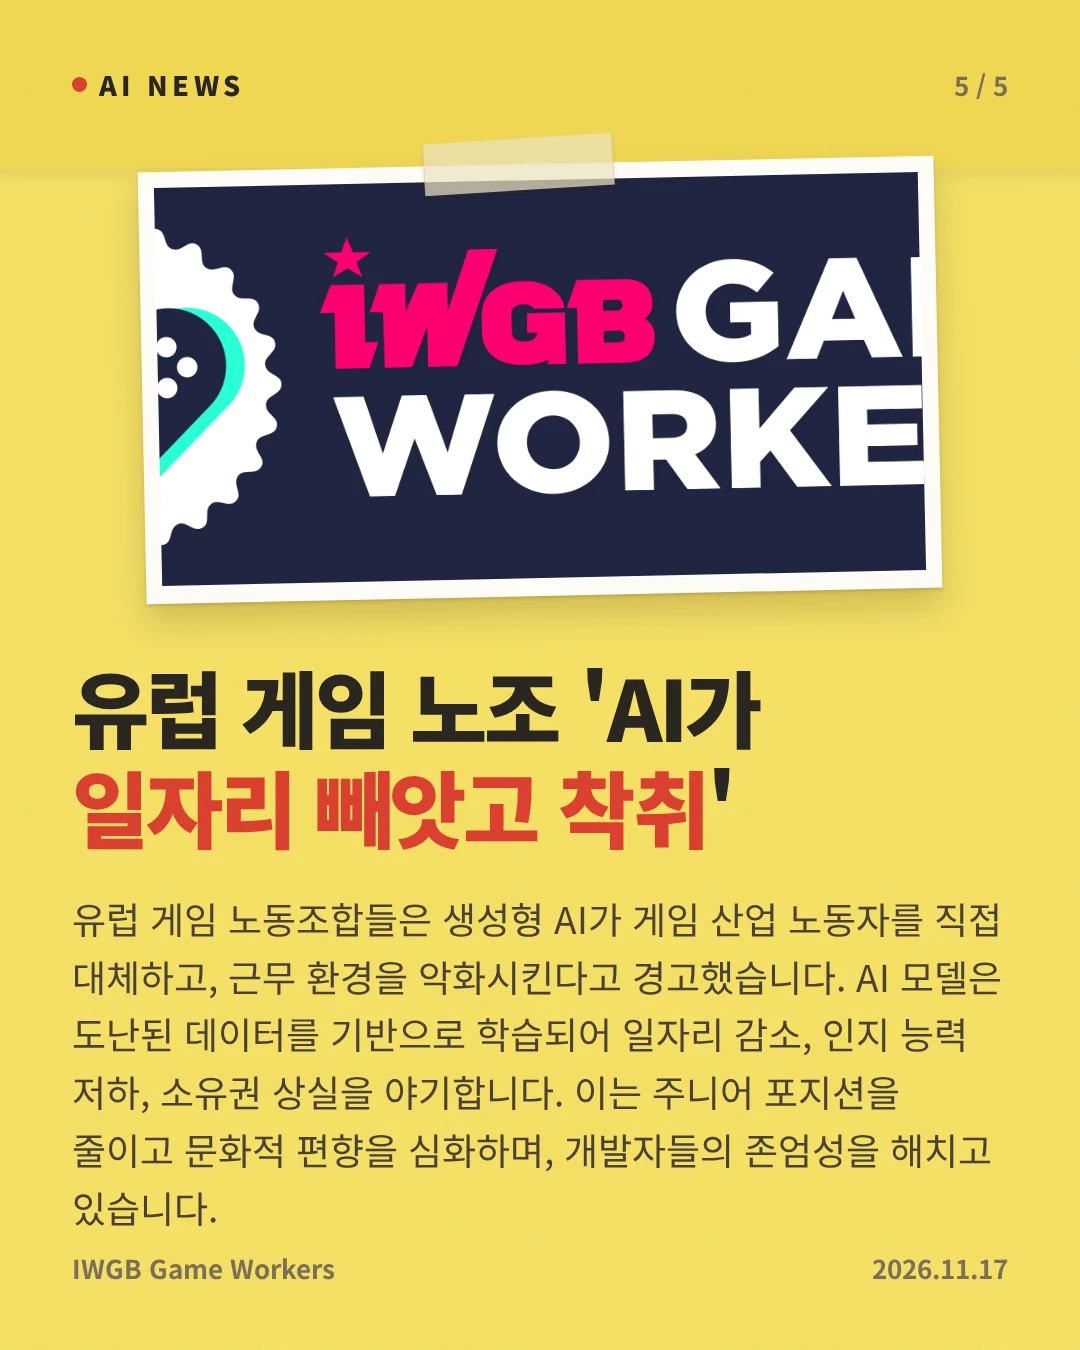 AI NEWS
5 / 5
iWGB GA
WORKE
유럽 게임 노조 'AI가
일자리 빼앗고 착취'
유럽 게임 노동조합들은 생성형 AI가 게임 산업 노동자를 직접
대체하고, 근무 환경을 악화시킨다고 경고했습니다. AI 모델은
도난된 데이터를 기반으로 학습되어 일자리 감소, 인지 능력
저하, 소유권 상실을 야기합니다. 이는 주니어 포지션을
줄이고 문화적 편향을 심화하며, 개발자들의 존엄성을 해치고
있습니다.
IWGB Game Workers
2026.11.17